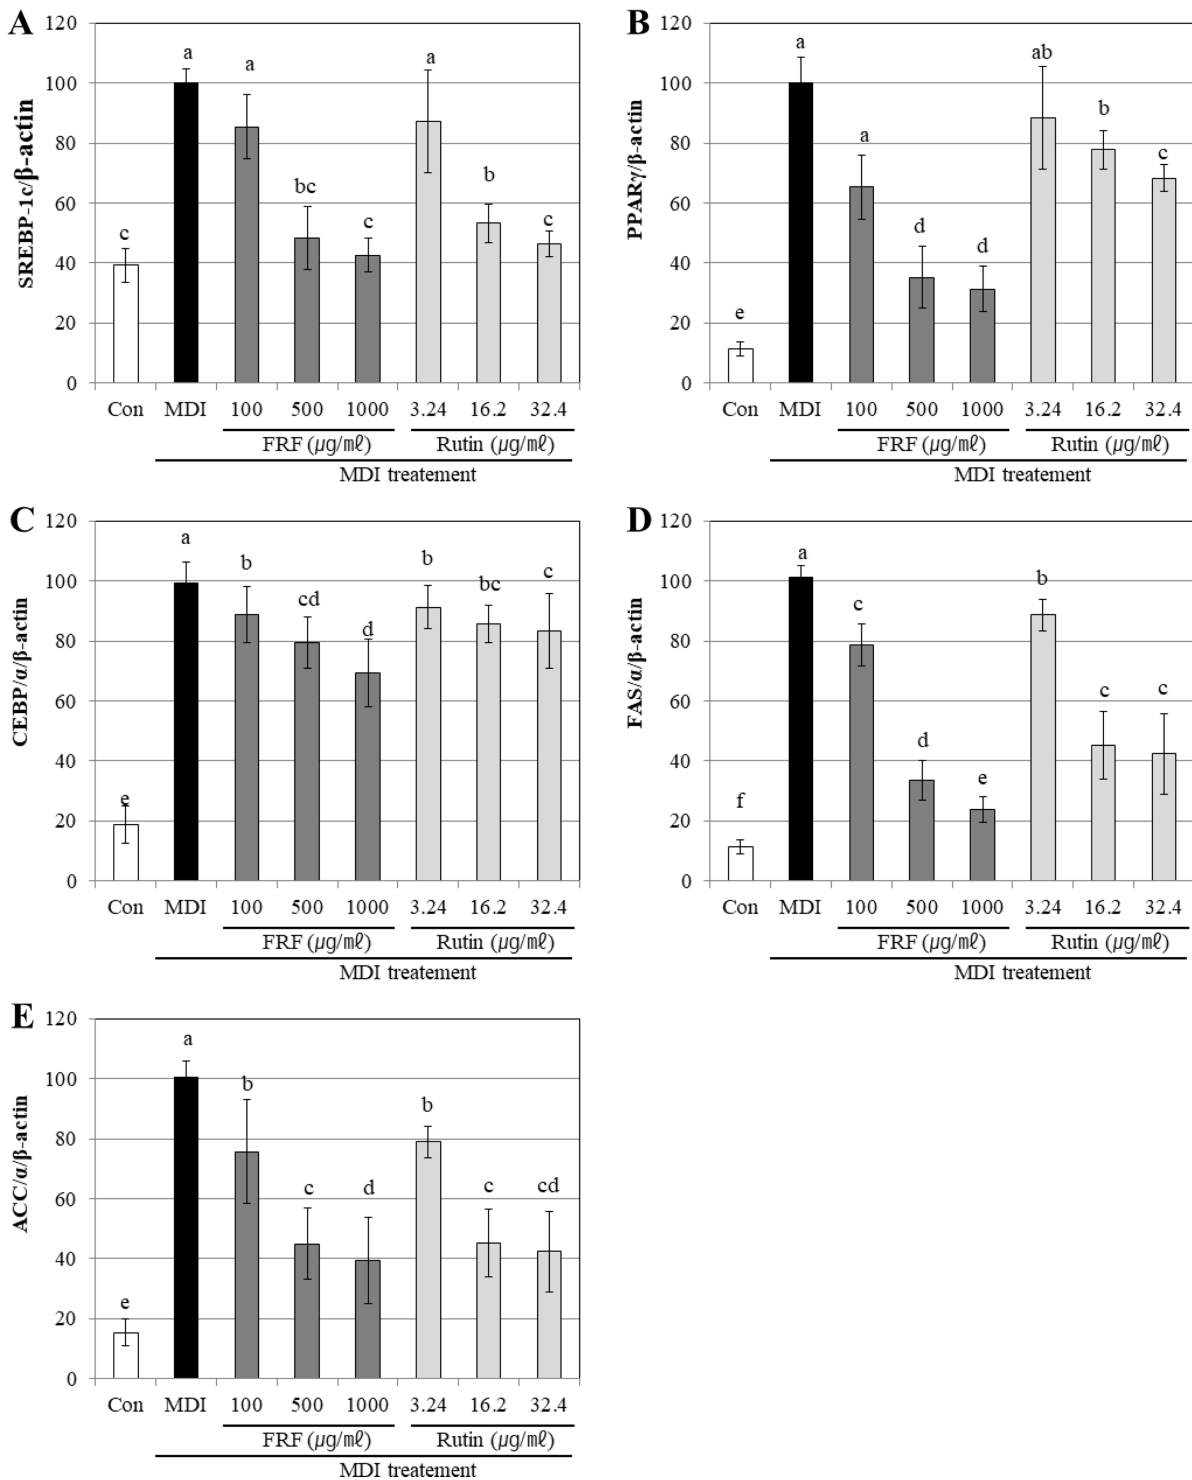 A
SREBP-1c/β-actin
120
100
80
60
40
20
0
c
a
a
bc
c
a
b
c
Con MDI 100 500 1000 3.24 16.2 32.4
FRF (μg/㎖) Rutin (μg/㎖)
MDI treatement
B
PPARγ/β-actin
120
100
80
60
40
20
0
e
a
a
d
d
ab
b
c
Con MDI 100 500 1000 3.24 16.2 32.4
FRF (μg/㎖) Rutin (μg/㎖)
MDI treatement
C
CEBP/α/β-actin
120
100
80
60
40
20
0
e
a
b
cd
d
b
bc
c
Con MDI 100 500 1000 3.24 16.2 32.4
FRF (μg/㎖) Rutin (μg/㎖)
MDI treatement
D
FAS/α/β-actin
120
100
80
60
40
20
0
f
a
c
d
e
b
c
c
Con MDI 100 500 1000 3.24 16.2 32.4
FRF (μg/㎖) Rutin (μg/㎖)
MDI treatement
E
ACC/α/β-actin
120
100
80
60
40
20
0
e
a
b
c
d
b
c
cd
Con MDI 100 500 1000 3.24 16.2 32.4
FRF (μg/㎖) Rutin (μg/㎖)
MDI treatement